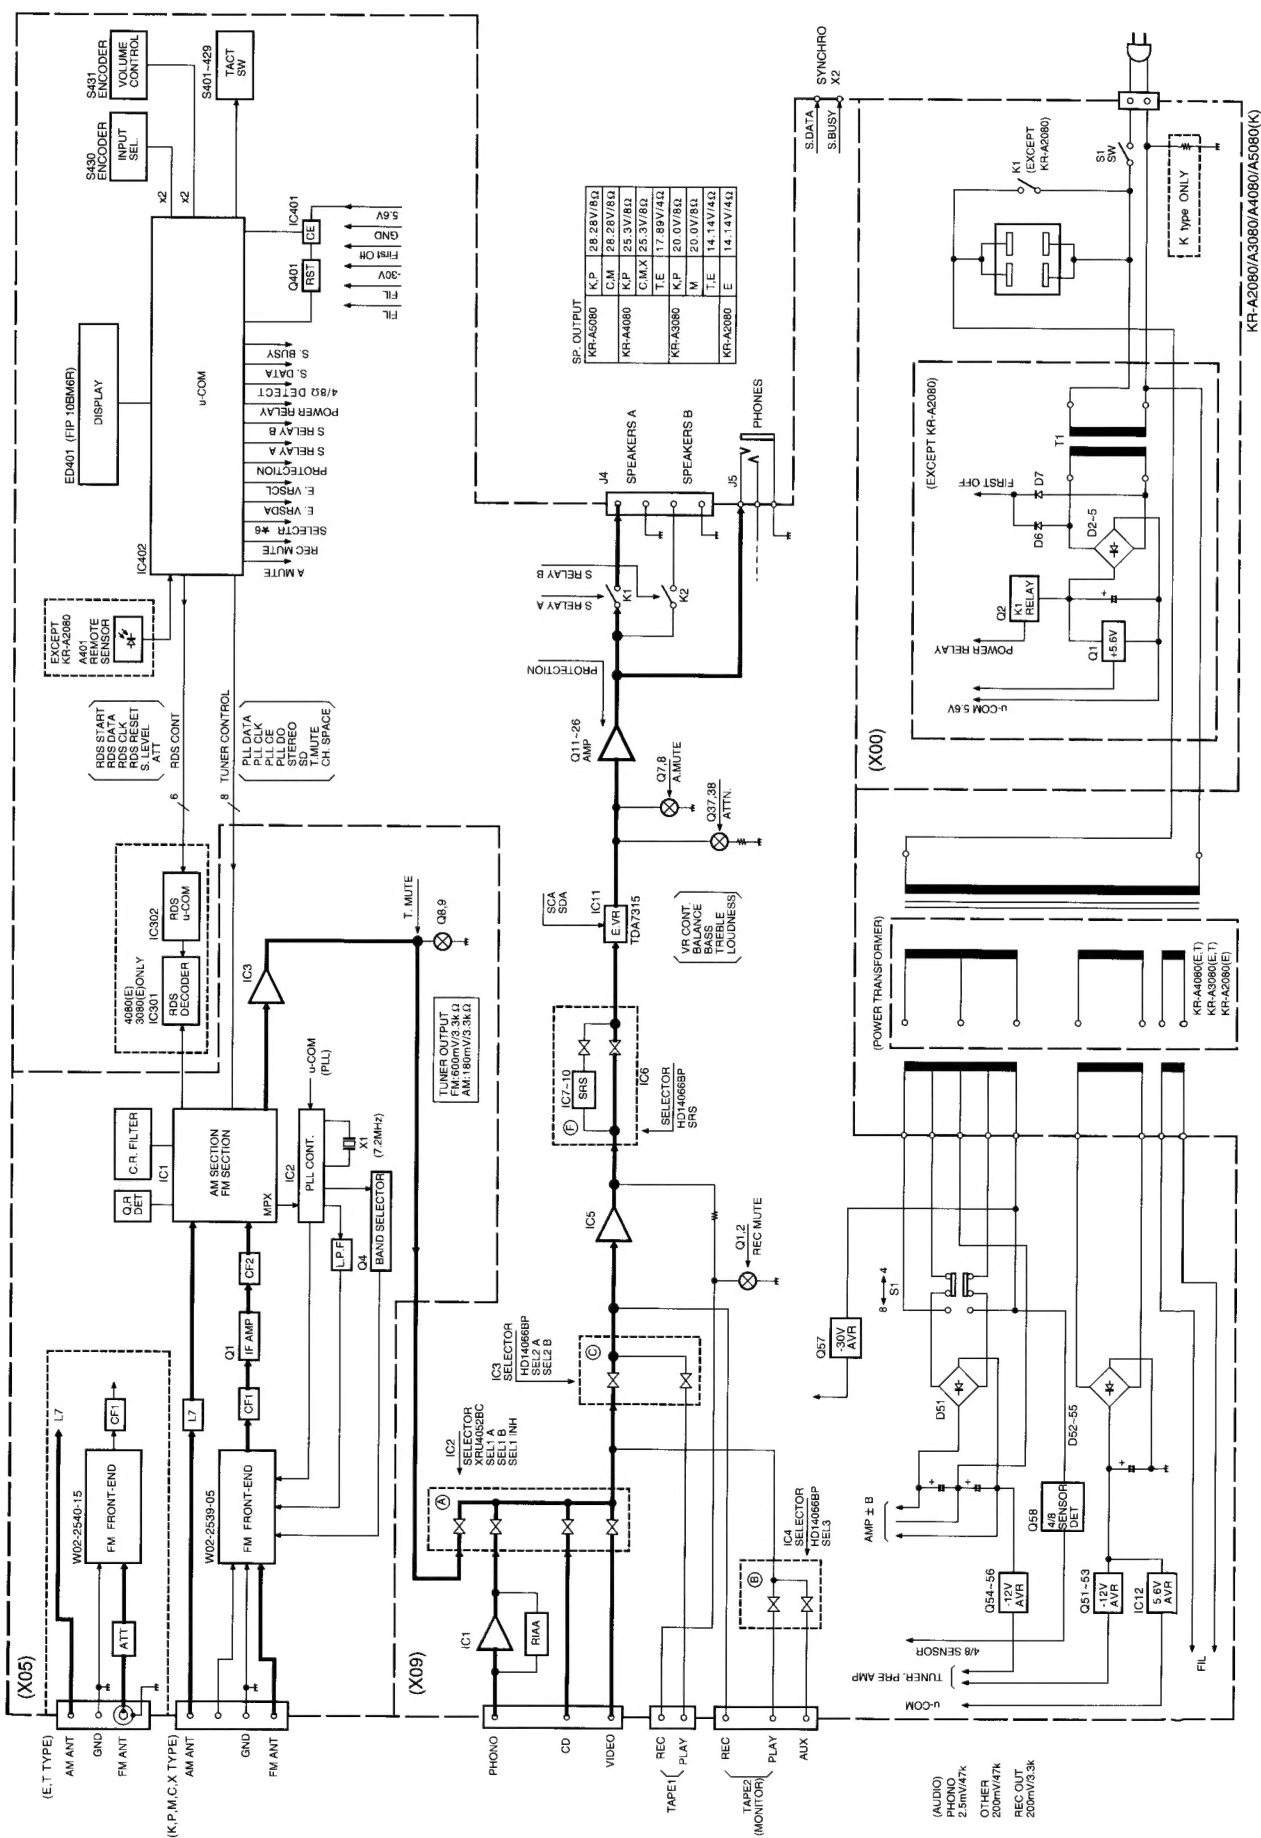 (X05)
(E,T TYPE)
AM ANT
GND
FM ANT
(K,P,M,C,X TYPE)
AM ANT
GND
FM ANT
L7
ATT
W02-2540-15
FM FRONT-END
CF1
L7
W02-2539-05
FM FRONT-END
CF1
Q1
IF AMP
CF2
Q,R
DET
C.R. FILTER
IC1
AM SECTION
FM SECTION
MPX
IC2
PLL CONT.
u-COM
(PLL)
X1
(7.2MHz)
L.P.F
Q4
BAND SELECTOR
IC3
4080(E)
3080(E)ONLY
IC301
RDS
DECODER
IC302
RDS
u-COM
6
RDS CONT
RDS START
RDS DATA
RDS CLK
RDS RESET
S. LEVEL
ATT
8
TUNER CONTROL
PLL DATA
PLL CLK
PLL CE
PLL DO
STEREO
SD
T.MUTE
CH. SPACE
EXCEPT
KR-A2080
A401
REMOTE
SENSOR
ED401 (FIP 10BM6R)
DISPLAY
IC402
u-COM
A MUTE
REC MUTE
SELECTR ★6
E. VRSDA
E. VRSCL
PROTECTION
S RELAY A
S RELAY B
POWER RELAY
4/8Ω DETECT
S. DATA
S. BUSY
Q401
RST
IC401
CE
FIL
FIL
-30V
First Off
GND
5.6V
x2
x2
S430
ENCODER
INPUT
SEL.
S431
ENCODER
VOLUME
CONTROL
S401~429
TACT
SW
T. MUTE
Q8,9
TUNER OUTPUT
FM:600mV/3.3kΩ
AM:180mV/3.3kΩ
(X09)
PHONO
CD
VIDEO
REC
PLAY
TAPE1
REC
PLAY
AUX
TAPE2
(MONITOR)
IC1
RIAA
A
IC2
SELECTOR
XRU4052BC
SEL1 A
SEL1 B
SEL1 INH
IC3
SELECTOR
HD14066BP
SEL2 A
SEL2 B
C
IC4
SELECTOR
HD14066BP
SEL3
B
IC5
Q1,2
REC MUTE
IC7~10
SRS
F
IC6
SELECTOR
HD14066BP
SRS
SCA
SDA
IC11
E.VR
TDA7315
VR CONT.
BALANCE
BASS
TREBLE
LOUDNESS
Q37,38
ATTN.
Q7,8
A.MUTE
Q11~26
AMP
PROTECTION
S RELAY A
S RELAY B
K1
K2
J4
SPEAKERS A
SPEAKERS B
J5
PHONES
SP. OUTPUT
KR-A5080 K,P 28.28V/8Ω
C,M 28.28V/8Ω
KR-A4080 K,P 25.3V/8Ω
C,M,X 25.3V/8Ω
T,E 17.89V/4Ω
KR-A3080 K,P 20.0V/8Ω
M 20.0V/8Ω
T,E 14.14V/4Ω
KR-A2080 E 14.14V/4Ω
S.DATA
S.BUSY
SYNCHRO
X2
(AUDIO)
PHONO
2.5mV/47k
OTHER
200mV/47k
REC OUT
200mV/3.3k
u-COM
TUNER. PRE AMP
4/8 SENSOR
FIL
AMP ± B
Q54~56
-12V
AVR
Q51~53
-12V
AVR
IC12
5.6V
AVR
Q58
4/8
SENSOR
DET
Q57
-30V
AVR
D51
D52~55
8
4
S1
(POWER TRANSFORMER)
KR-A4080(E,T)
KR-A3080(E,T)
KR-A2080(E)
(X00)
(EXCEPT KR-A2080)
u-COM 5.6V
POWER RELAY
Q1
+5.6V
Q2
K1
RELAY
D6
D7
FIRST OFF
D2~5
T1
K1
(EXCEPT
KR-A2080)
S1
SW
K type ONLY
KR-A2080/A3080/A4080/A5080(K)